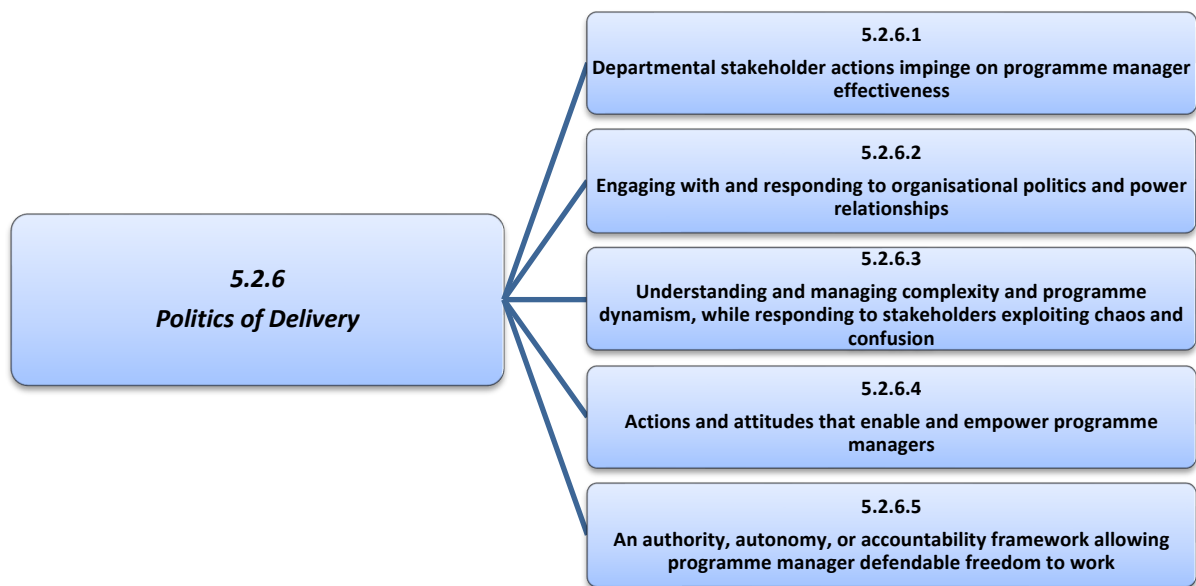 5.2.6
Politics of Delivery
5.2.6.1
Departmental stakeholder actions impinge on programme manager
effectiveness
5.2.6.2
Engaging with and responding to organisational politics and power
relationships
5.2.6.3
Understanding and managing complexity and programme
dynamism, while responding to stakeholders exploiting chaos and
confusion
5.2.6.4
Actions and attitudes that enable and empower programme
managers
5.2.6.5
An authority, autonomy, or accountability framework allowing
programme manager defendable freedom to work